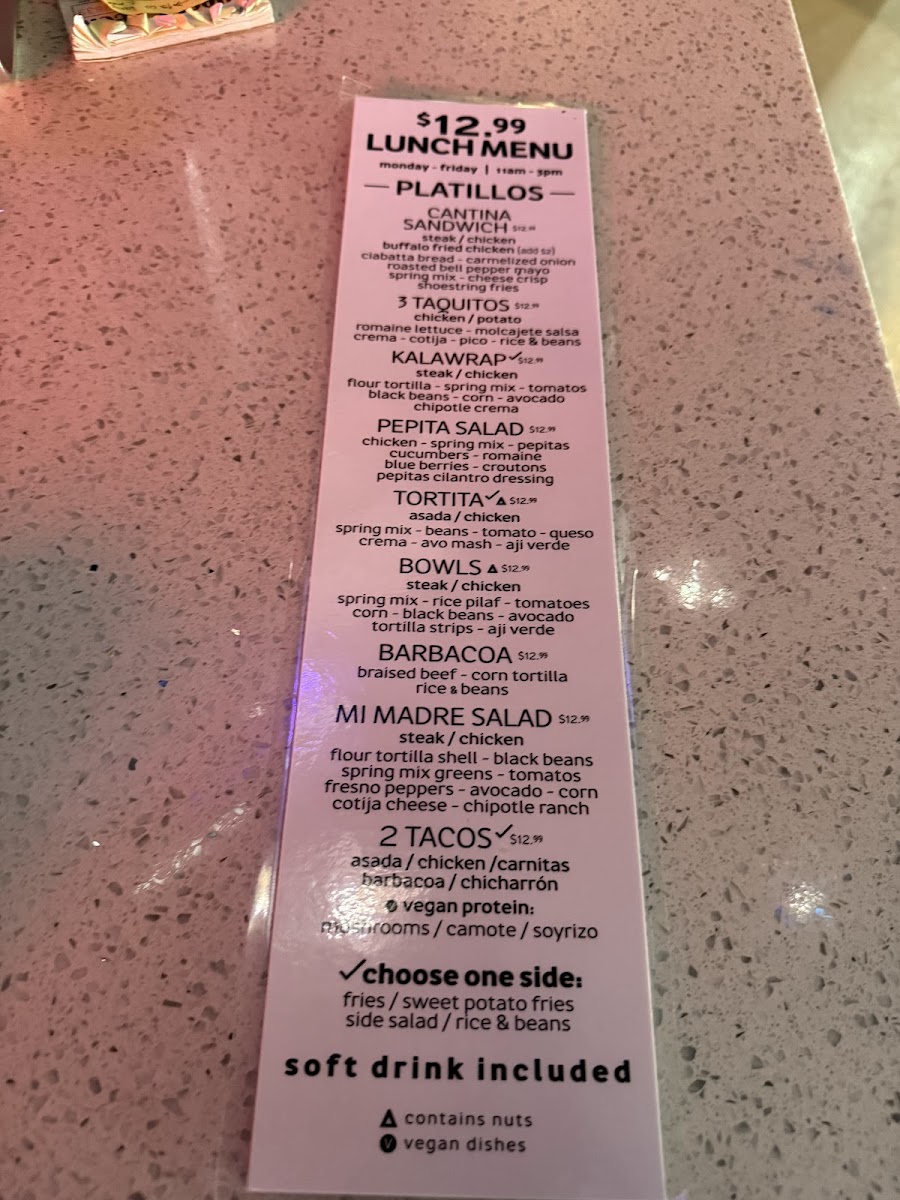 $12.99
LUNCH MENU
monday - friday | 11am - 3pm
— PLATILLOS —
CANTINA
SANDWICH $12.99
steak / chicken
buffalo fried chicken (add $2)
ciabatta bread - carmelized onion
roasted bell pepper mayo
spring mix - cheese crisp
shoestring fries
3 TAQUITOS $12.99
chicken / potato
romaine lettuce - molcajete salsa
crema - cotija - pico - rice & beans
KALAWRAP ✓ $12.99
steak / chicken
flour tortilla - spring mix - tomatos
black beans - corn - avocado
chipotle crema
PEPITA SALAD $12.99
chicken - spring mix - pepitas
cucumbers - romaine
blue berries - croutons
pepitas cilantro dressing
TORTITA ✓ $12.99
asada / chicken
spring mix - beans - tomato - queso
crema - avo mash - aji verde
BOWLS $12.99
steak / chicken
spring mix - rice pilaf - tomatoes
corn - black beans - avocado
tortilla strips - aji verde
BARBACOA $12.99
braised beef - corn tortilla
rice & beans
MI MADRE SALAD $12.99
steak / chicken
flour tortilla shell - black beans
spring mix greens - tomatos
fresno peppers - avocado - corn
cotija cheese - chipotle ranch
2 TACOS ✓ $12.99
asada / chicken /carnitas
barbacoa / chicharrón
V vegan protein:
mushrooms / camote / soyrizo
✓choose one side:
fries / sweet potato fries
side salad / rice & beans
soft drink included
contains nuts
V vegan dishes